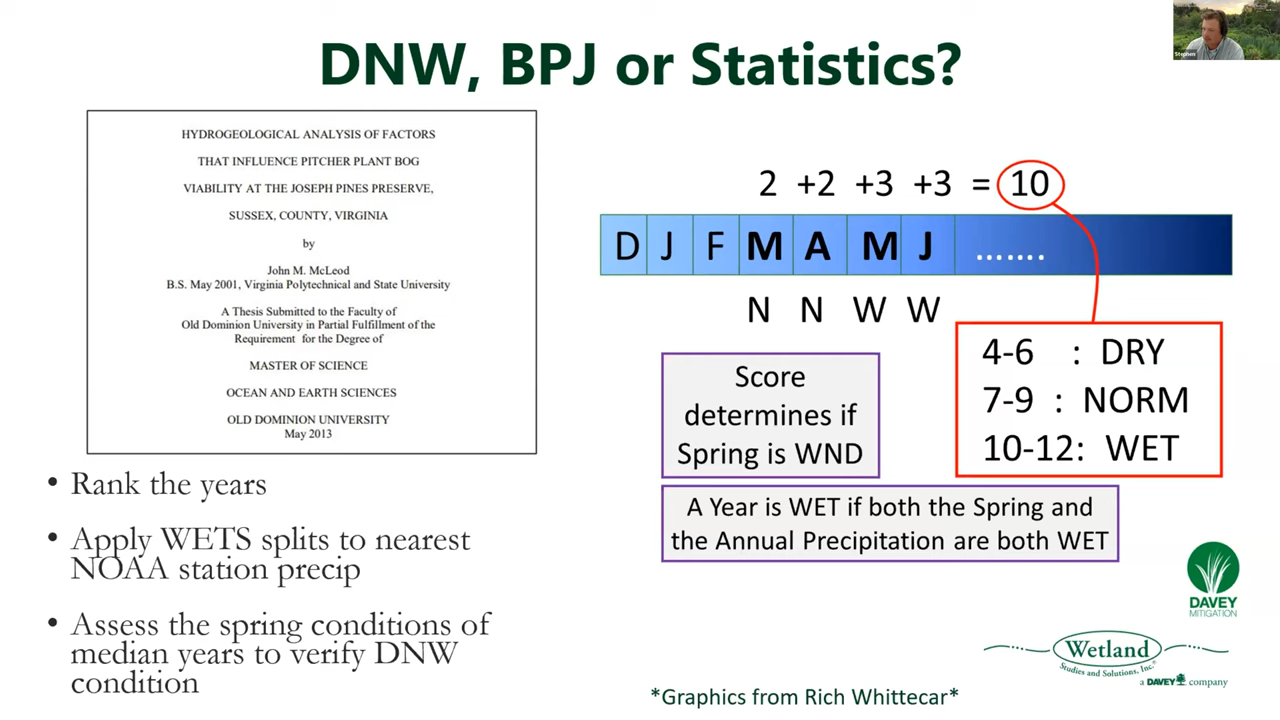 DNW, BPJ or Statistics?
Stephen
HYDROGEOLOGICAL ANALYSIS OF FACTORS
THAT INFLUENCE PITCHER PLANT BOG
VIABILITY AT THE JOSEPH PINES PRESERVE,
SUSSEX, COUNTY, VIRGINIA
by
John M. McLeod
B.S. May 2001, Virginia Polytechnical and State University
A Thesis Submitted to the Faculty of
Old Dominion University in Partial Fulfillment of the
Requirement for the Degree of
MASTER OF SCIENCE
OCEAN AND EARTH SCIENCES
OLD DOMINION UNIVERSITY
May 2013
• Rank the years
• Apply WETS splits to nearest
NOAA station precip
• Assess the spring conditions of
median years to verify DNW
condition
2 +2 +3 +3 = 10
D J F M A M J .......
N N W W
4-6 : DRY
7-9 : NORM
10-12: WET
Score
determines if
Spring is WND
A Year is WET if both the Spring and
the Annual Precipitation are both WET
DAVEY
MITIGATION
Wetland
Studies and Solutions, Inc.®
a DAVEY company
*Graphics from Rich Whittecar*